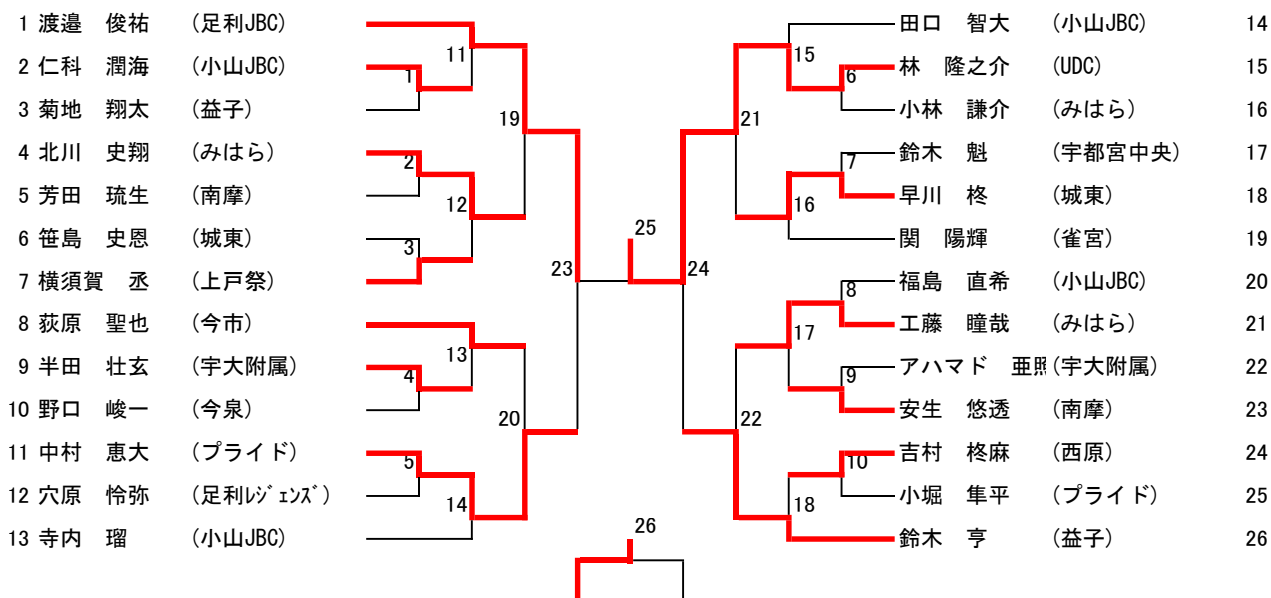 1 渡邉　俊祐 (足利JBC)
2 仁科　潤海 (小山JBC)
3 菊地　翔太 (益子)
4 北川　史翔 (みはら)
5 芳田　琉生 (南摩)
6 笹島　史恩 (城東)
7 横須賀　丞 (上戸祭)
8 荻原　聖也 (今市)
9 半田　壮玄 (宇大附属)
10 野口　峻一 (今泉)
11 中村　恵大 (プライド)
12 穴原　怜弥 (足利ﾚｼﾞｪﾝｽﾞ)
13 寺内　瑠 (小山JBC)
11
1
19
2
12
3
23
13
4
20
5
14
25
26
15
6
21
7
16
24
8
17
9
22
10
18
田口　智大 (小山JBC) 14
林　隆之介 (UDC) 15
小林　謙介 (みはら) 16
鈴木　魁 (宇都宮中央) 17
早川　柊 (城東) 18
関　陽輝 (雀宮) 19
福島　直希 (小山JBC) 20
工藤　瞳哉 (みはら) 21
アハマド　亜照 (宇大附属) 22
安生　悠透 (南摩) 23
吉村　柊麻 (西原) 24
小堀　隼平 (プライド) 25
鈴木　亨 (益子) 26